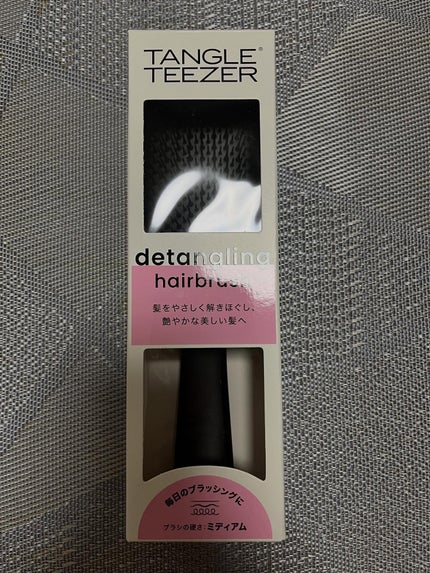 TANGLE
TEEZER®
detangling
hairbrush
髪をやさしく解きほぐし、
艶やかな美しい髪へ
毎日のブラッシングに
ブラシの硬さ:ミディアム